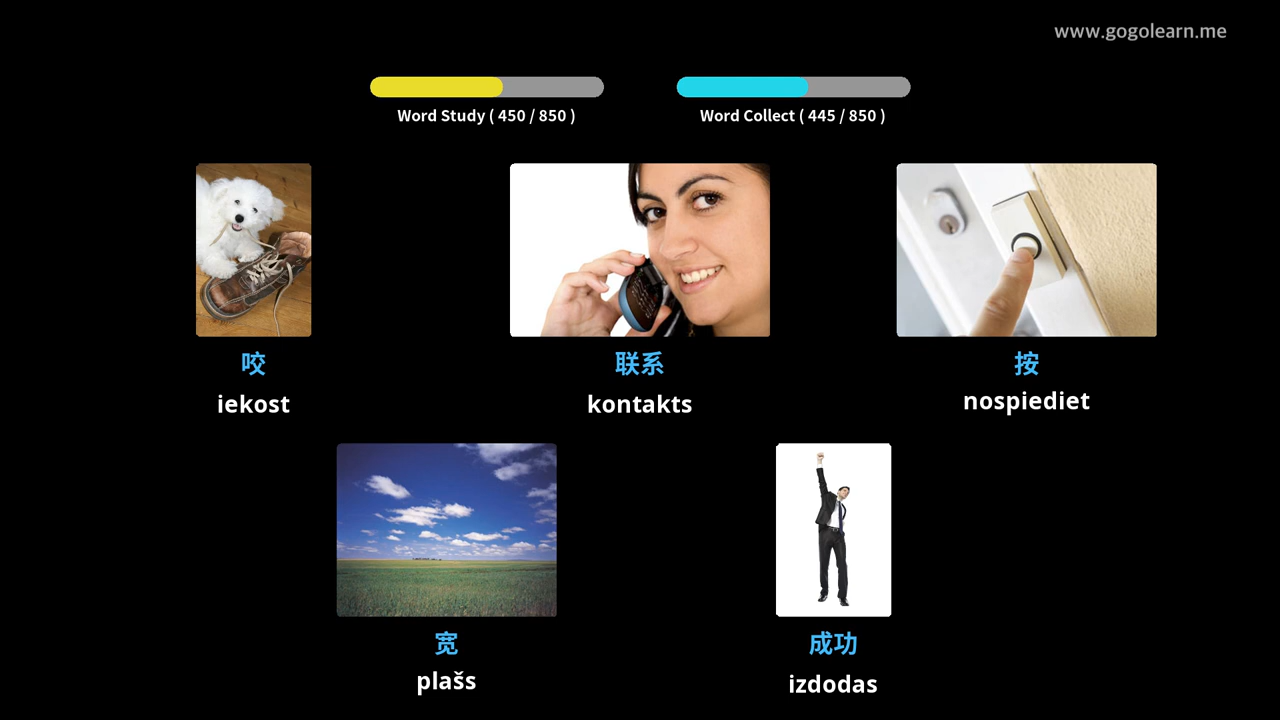 www.gogolearn.me
Word Study ( 450 / 850 )
Word Collect ( 445 / 850 )
咬
iekost
联系
kontakts
按
nospiediet
宽
plašs
成功
izdodas